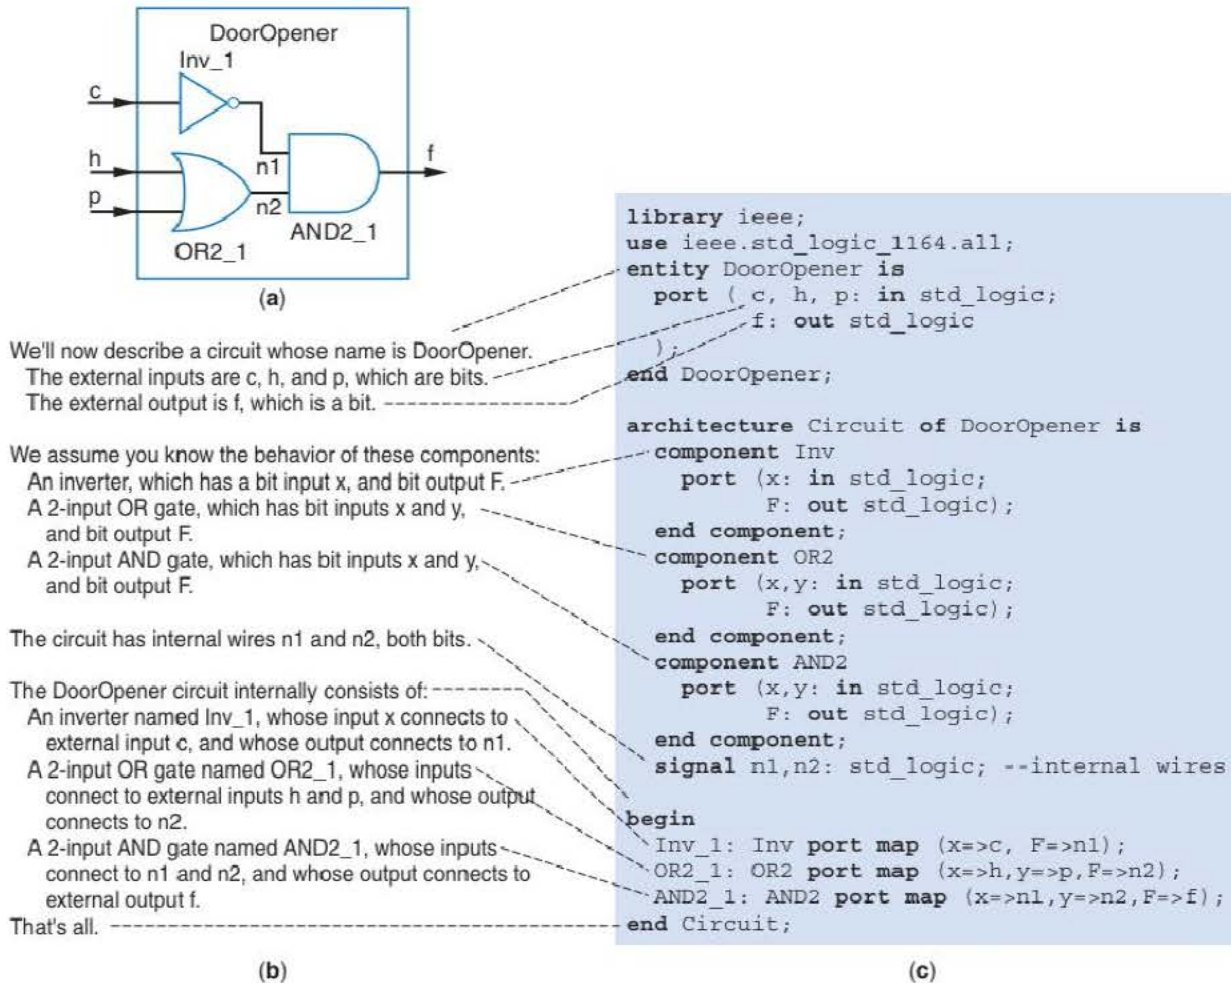 DoorOpener
Inv_1
c
h
n1
f
p
n2
AND2_1
OR2_1
(a)
We'll now describe a circuit whose name is DoorOpener.
The external inputs are c, h, and p, which are bits.
The external output is f, which is a bit.
We assume you know the behavior of these components:
An inverter, which has a bit input x, and bit output F.
A 2-input OR gate, which has bit inputs x and y,
and bit output F.
A 2-input AND gate, which has bit inputs x and y,
and bit output F.
The circuit has internal wires n1 and n2, both bits.
The DoorOpener circuit internally consists of:
An inverter named Inv_1, whose input x connects to
external input c, and whose output connects to n1.
A 2-input OR gate named OR2_1, whose inputs
connect to external inputs h and p, and whose output
connects to n2.
A 2-input AND gate named AND2_1, whose inputs
connect to n1 and n2, and whose output connects to
external output f.
That's all.
(b)
library ieee;
use ieee.std_logic_1164.all;
entity DoorOpener is
port ( c, h, p: in std_logic;
f: out std_logic
);
end DoorOpener;
architecture Circuit of DoorOpener is
component Inv
port (x: in std_logic;
F: out std_logic);
end component;
component OR2
port (x,y: in std_logic;
F: out std_logic);
end component;
component AND2
port (x,y: in std_logic;
F: out std_logic);
end component;
signal n1,n2: std_logic; --internal wires
begin
Inv_1: Inv port map (x=>c, F=>n1);
OR2_1: OR2 port map (x=>h,y=>p,F=>n2);
AND2_1: AND2 port map (x=>n1,y=>n2,F=>f);
end Circuit;
(c)